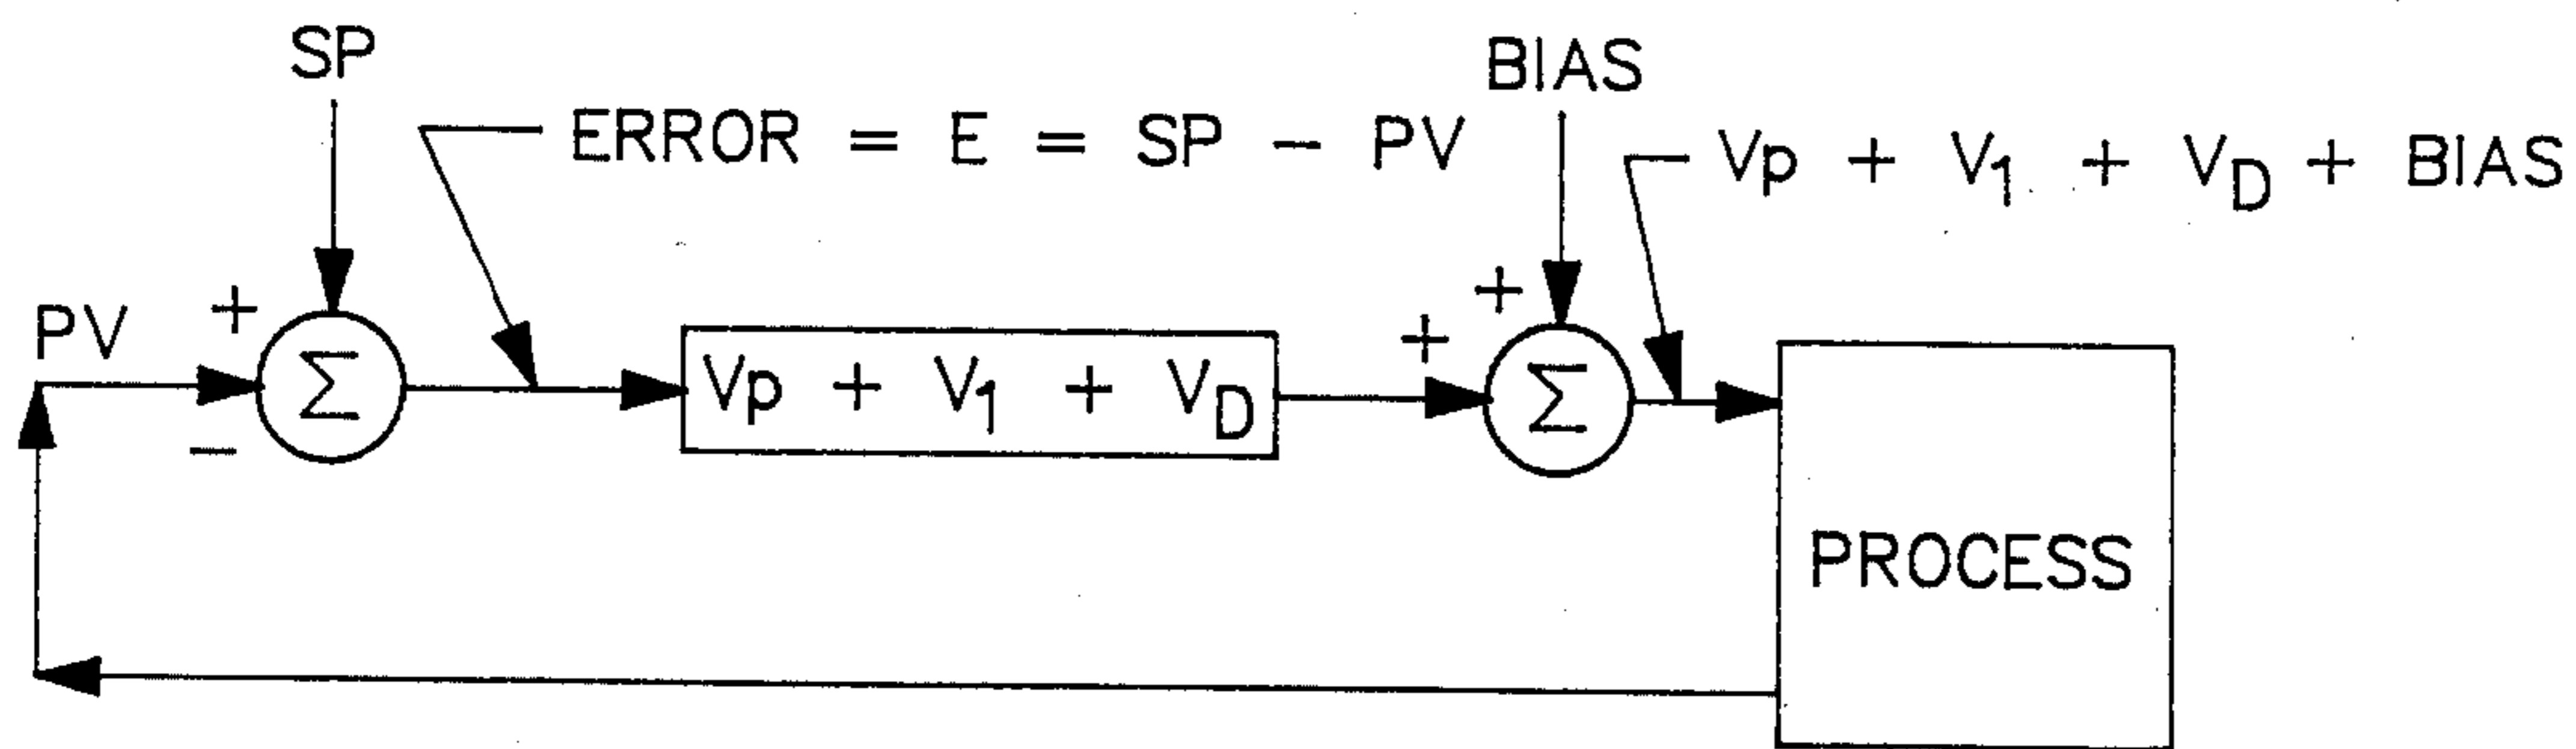 SP
BIAS
ERROR = E = SP - PV
Vp + V1 + VD + BIAS
PV
+
-
Σ
Vp + V1 + VD
+
+
Σ
PROCESS